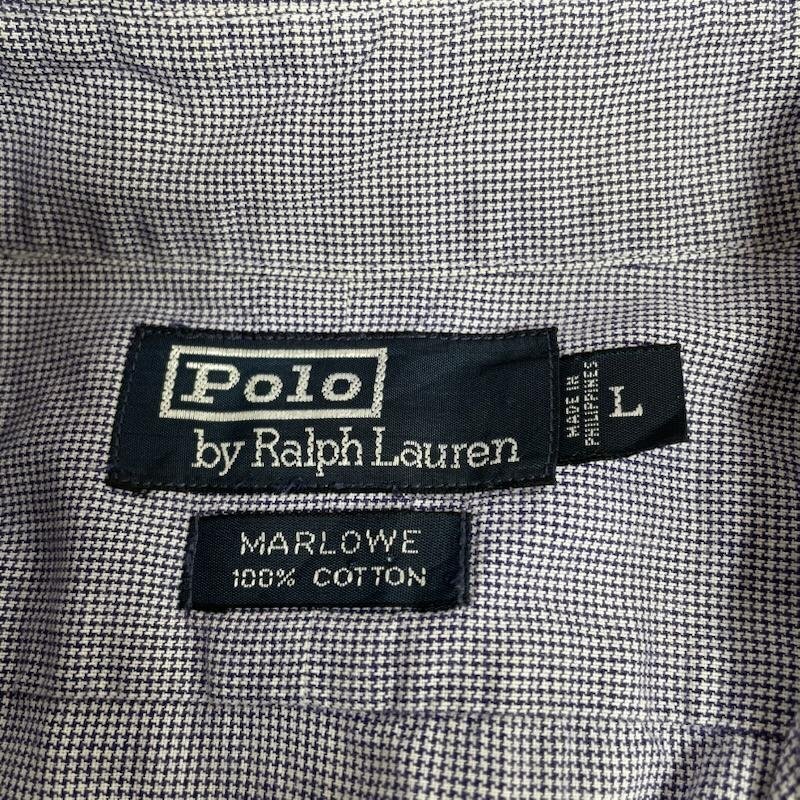 Polo
by Ralph Lauren
MADE IN
PHILIPPINES
L
MARLOWE
100% COTTON